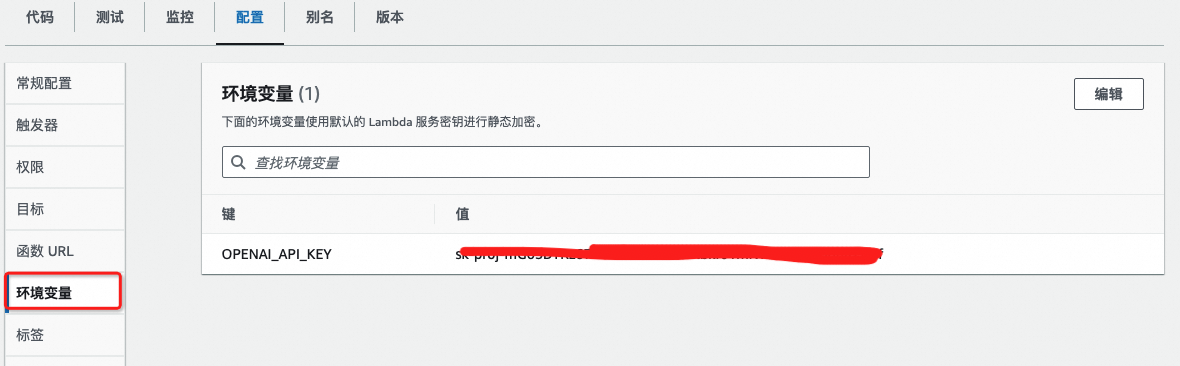 代码 测试 监控 配置 别名 版本
常规配置
触发器
权限
目标
函数 URL
环境变量
标签
环境变量 (1)
编辑
下面的环境变量使用默认的 Lambda 服务密钥进行静态加密。
查找环境变量
键 值
OPENAI_API_KEY